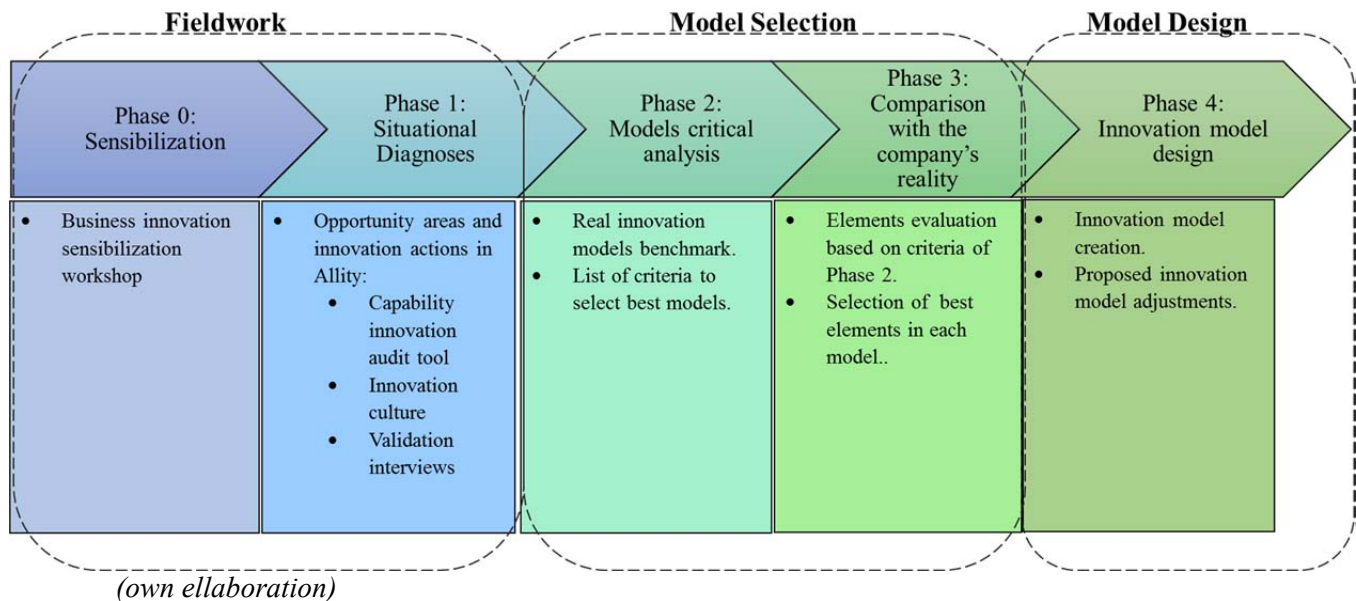 Fieldwork
Model Selection
Model Design
Phase 0:
Sensibilization
Phase 1:
Situational
Diagnoses
Phase 2:
Models critical
analysis
Phase 3:
Comparison
with the
company’s
reality
Phase 4:
Innovation model
design
• Business innovation
sensibilization
workshop
• Opportunity areas and
innovation actions in
Allity:
• Capability
innovation
audit tool
• Innovation
culture
• Validation
interviews
• Real innovation
models benchmark.
• List of criteria to
select best models.
• Elements evaluation
based on criteria of
Phase 2.
• Selection of best
elements in each
model..
• Innovation model
creation.
• Proposed innovation
model adjustments.
(own ellaboration)